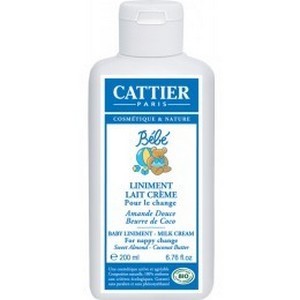 CATTIER
PARIS
COSMÉTIQUE & NATURE
Bébé
LINIMENT
LAIT CRÈME
Pour le change
Amande Douce
Beurre de Coco
BABY LINIMENT - MILK CREAM
For nappy change
Sweet Almond - Coconut Butter
℮ 200 ml 6.76 fl.oz
BIO